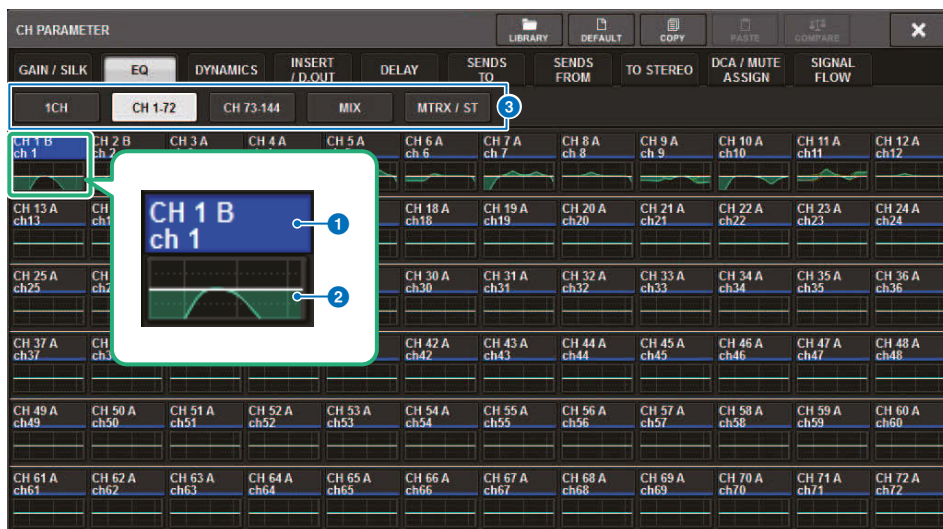 CH PARAMETER
LIBRARY DEFAULT COPY PASTE COMPARE
GAIN / SILK EQ DYNAMICS INSERT / D.OUT DELAY SENDS TO SENDS FROM TO STEREO DCA / MUTE ASSIGN SIGNAL FLOW
1CH CH 1-72 CH 73-144 MIX MTRX / ST 3
CH 1 B CH 2 B CH 3 A CH 4 A CH 5 A CH 6 A CH 7 A CH 8 A CH 9 A CH 10 A CH 11 A CH 12 A
ch 1 ch 2 ch 6 ch 7 ch 8 ch 9 ch10 ch11 ch12
CH 1 B 1
ch 1
2
CH 13 A CH CH 18 A CH 19 A CH 20 A CH 21 A CH 22 A CH 23 A CH 24 A
ch13 ch1 ch18 ch19 ch20 ch21 ch22 ch23 ch24
CH 25 A CH CH 30 A CH 31 A CH 32 A CH 33 A CH 34 A CH 35 A CH 36 A
ch25 ch2 ch30 ch31 ch32 ch33 ch34 ch35 ch36
CH 37 A CH CH 42 A CH 43 A CH 44 A CH 45 A CH 46 A CH 47 A CH 48 A
ch37 ch3 ch42 ch43 ch44 ch45 ch46 ch47 ch48
CH 49 A CH 50 A CH 51 A CH 52 A CH 53 A CH 54 A CH 55 A CH 56 A CH 57 A CH 58 A CH 59 A CH 60 A
ch49 ch50 ch51 ch52 ch53 ch54 ch55 ch56 ch57 ch58 ch59 ch60
CH 61 A CH 62 A CH 63 A CH 64 A CH 65 A CH 66 A CH 67 A CH 68 A CH 69 A CH 70 A CH 71 A CH 72 A
ch61 ch62 ch63 ch64 ch65 ch66 ch67 ch68 ch69 ch70 ch71 ch72